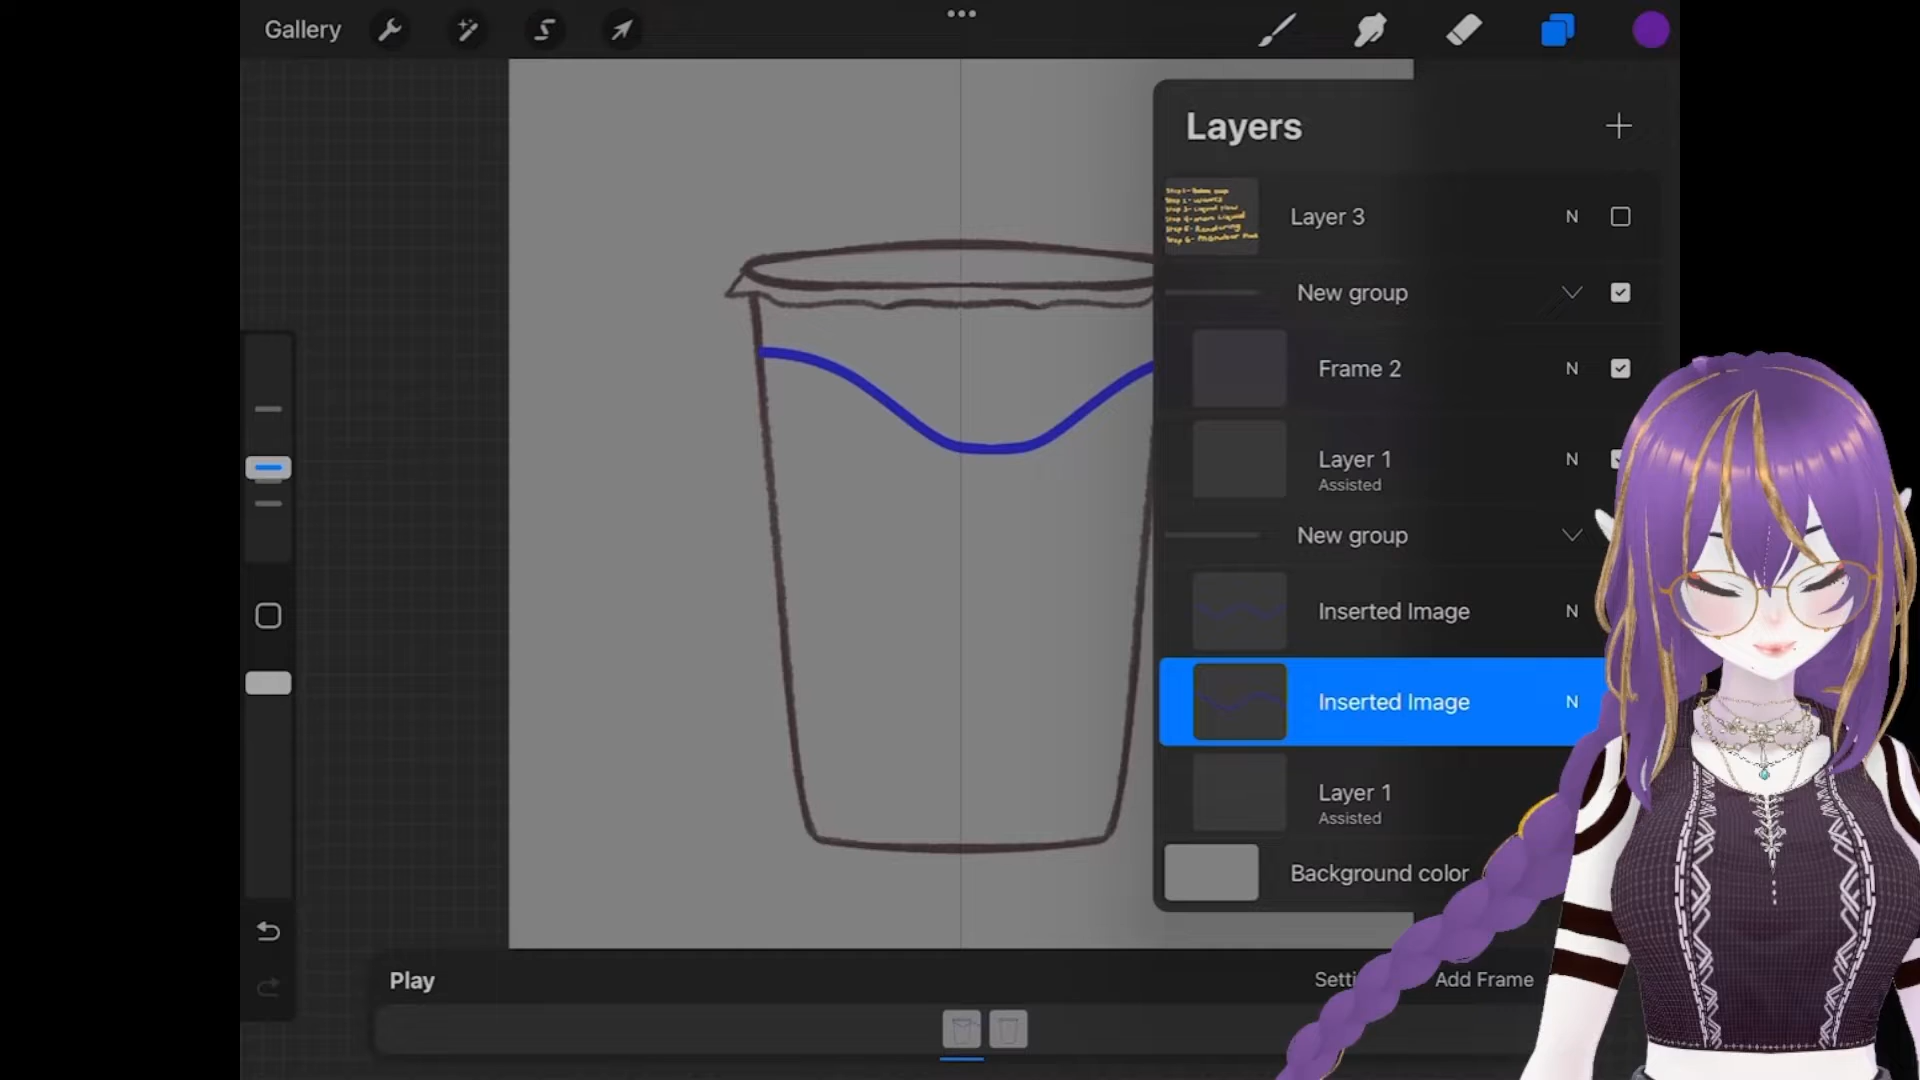 Gallery
Layers
Layer 3
N
New group
Frame 2
N
Layer 1
N
Assisted
New group
Inserted Image
N
Inserted Image
N
Layer 1
Assisted
Background color
Play
Add Frame